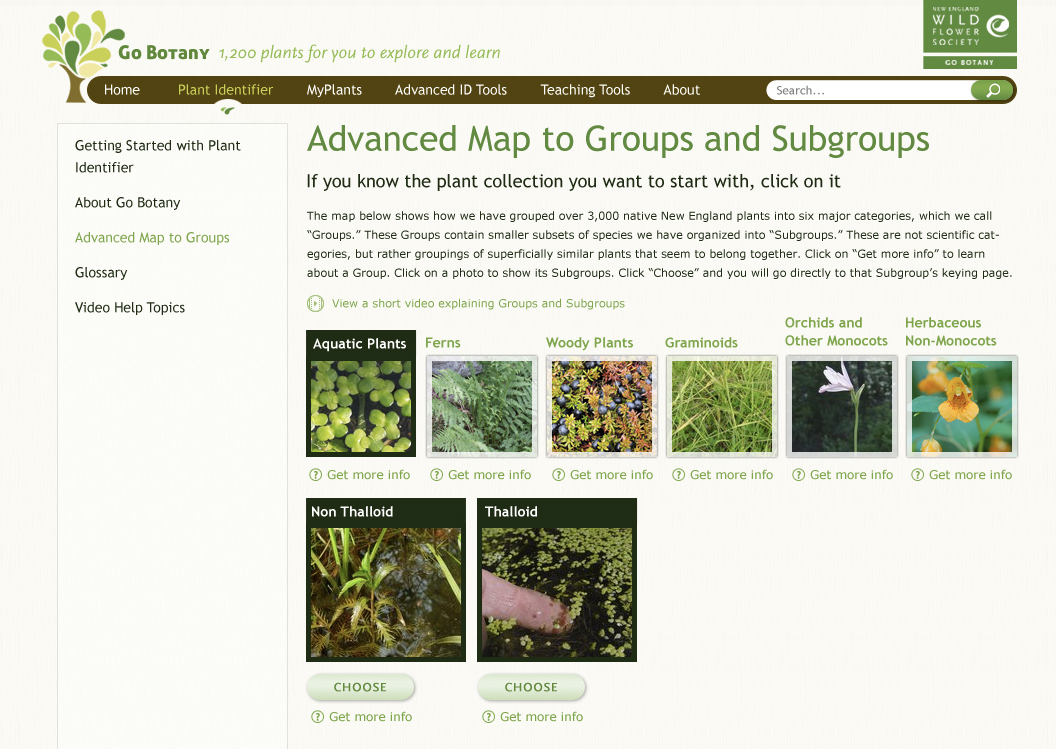 Go Botany 1,200 plants for you to explore and learn
NEW ENGLAND
WILD
FLOWER
SOCIETY
GO BOTANY
Home Plant Identifier MyPlants Advanced ID Tools Teaching Tools About Search...
Getting Started with Plant
Identifier
About Go Botany
Advanced Map to Groups
Glossary
Video Help Topics
Advanced Map to Groups and Subgroups
If you know the plant collection you want to start with, click on it
The map below shows how we have grouped over 3,000 native New England plants into six major categories, which we call
“Groups.” These Groups contain smaller subsets of species we have organized into “Subgroups.” These are not scientific cat-
egories, but rather groupings of superficially similar plants that seem to belong together. Click on “Get more info” to learn
about a Group. Click on a photo to show its Subgroups. Click “Choose” and you will go directly to that Subgroup’s keying page.
View a short video explaining Groups and Subgroups
Aquatic Plants
Ferns
Woody Plants
Graminoids
Orchids and
Other Monocots
Herbaceous
Non-Monocots
? Get more info ? Get more info ? Get more info ? Get more info ? Get more info ? Get more info
Non Thalloid Thalloid
CHOOSE CHOOSE
? Get more info ? Get more info